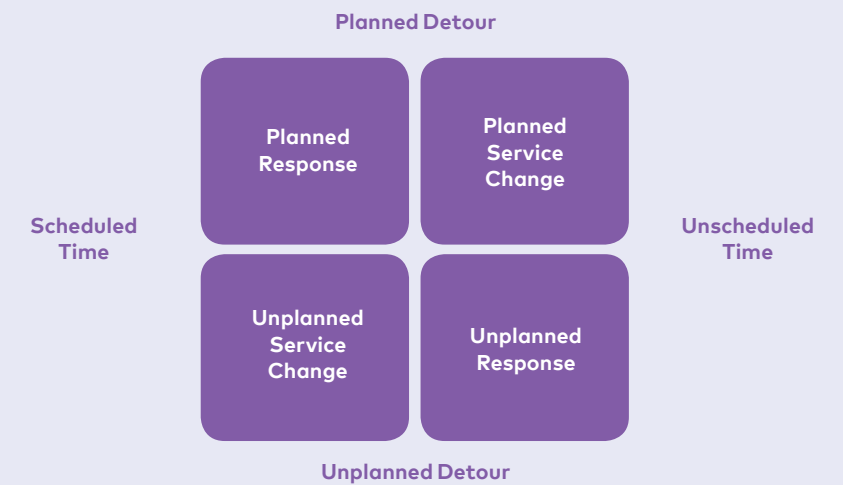 Planned Detour
Planned
Response
Planned
Service
Change
Scheduled
Time
Unscheduled
Time
Unplanned
Service
Change
Unplanned
Response
Unplanned Detour